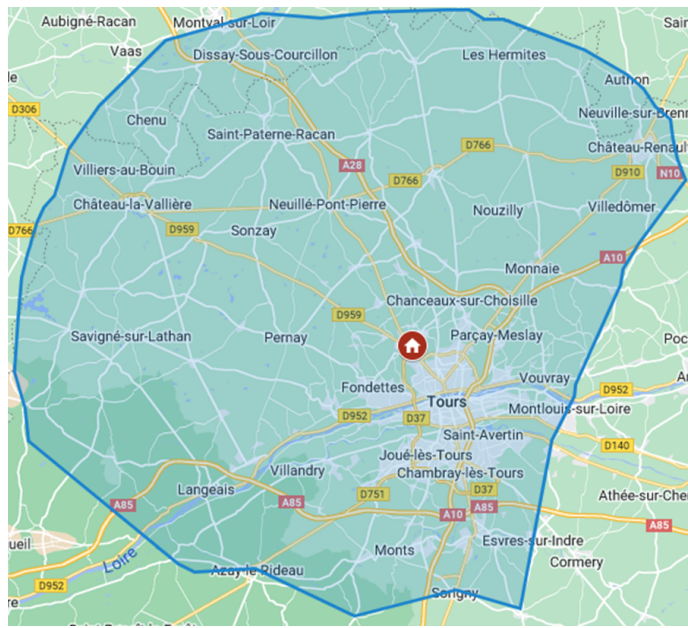 Aubigné-Racan
Montval-sur-Loir
Vaas
Dissay-Sous-Courcillon
Les Hermites
Authon
D306
Chenu
Neuville-sur-Bren
Saint-Paterne-Racan
D766
Château-Renault
A28
Villiers-au-Bouin
D766
D910
N10
Château-la-Vallière
Neuillé-Pont-Pierre
Nouzilly
Villedômer
D766
D959
Sonzay
A10
Monnaie
Chanceaux-sur-Choisille
D959
Savigné-sur-Lathan
Pernay
Parçay-Meslay
Fondettes
Vouvray
D952
Tours
D952
D37
Montlouis-sur-Loire
Saint-Avertin
D140
Joué-lès-Tours
Villandry
Chambray-lès-Tours
Langeais
D751
D37
Athée-sur-Cher
A85
A85
A10
A85
A85
ueil
Loire
Monts
Esvres-sur-Indre
Cormery
D952
Azay-le-Rideau
Sorigny